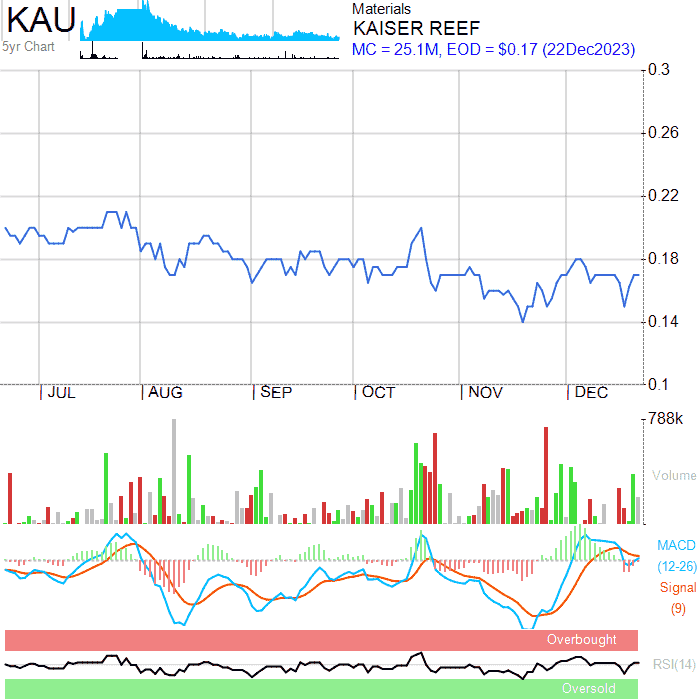 KAU
5yr Chart
Materials
KAISER REEF
MC = 25.1M, EOD = $0.17 (22Dec2023)
0.3
0.26
0.22
0.18
0.14
0.1
JUL AUG SEP OCT NOV DEC
788k
Volume
MACD
(12-26)
Signal
(9)
Overbought
RSI(14)
Oversold